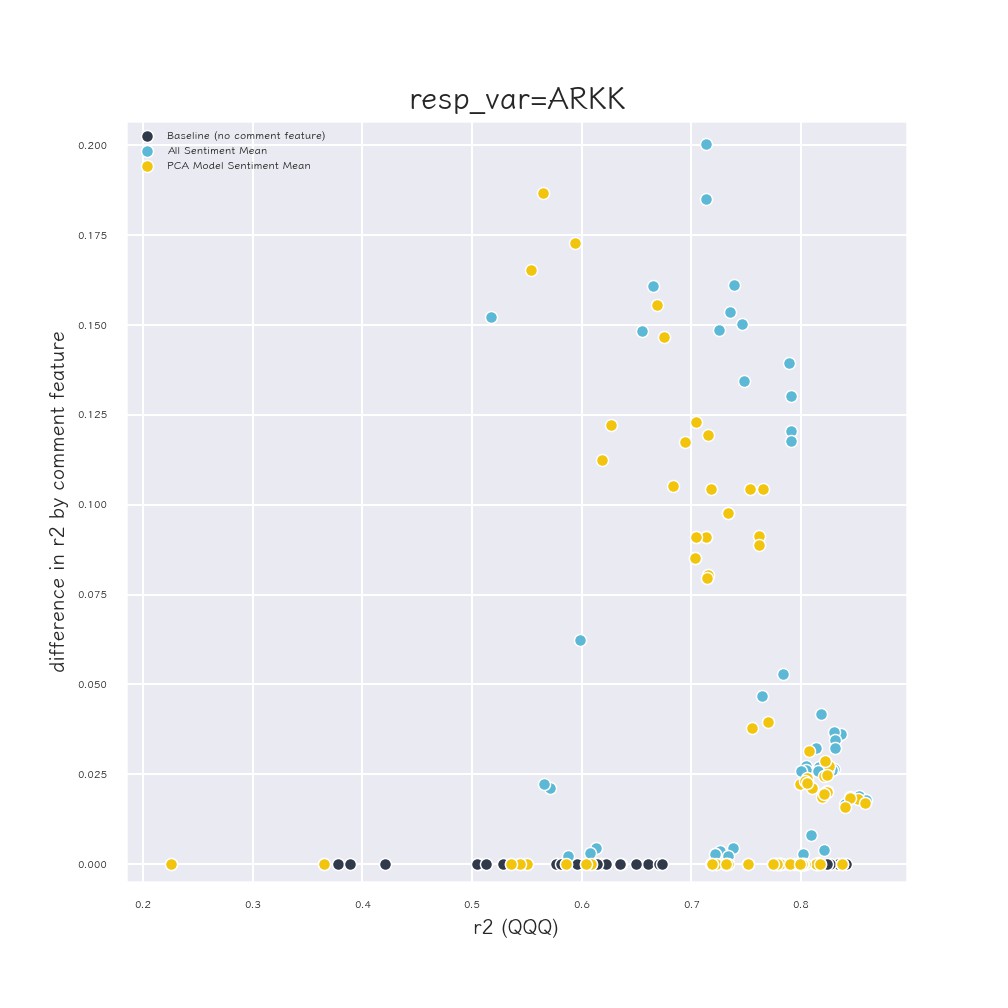 resp_var=ARKK
Baseline (no comment feature)
All Sentiment Mean
PCA Model Sentiment Mean
0.200
0.175
0.150
0.125
0.100
0.075
0.050
0.025
0.000
difference in r2 by comment feature
0.2 0.3 0.4 0.5 0.6 0.7 0.8
r2 (QQQ)